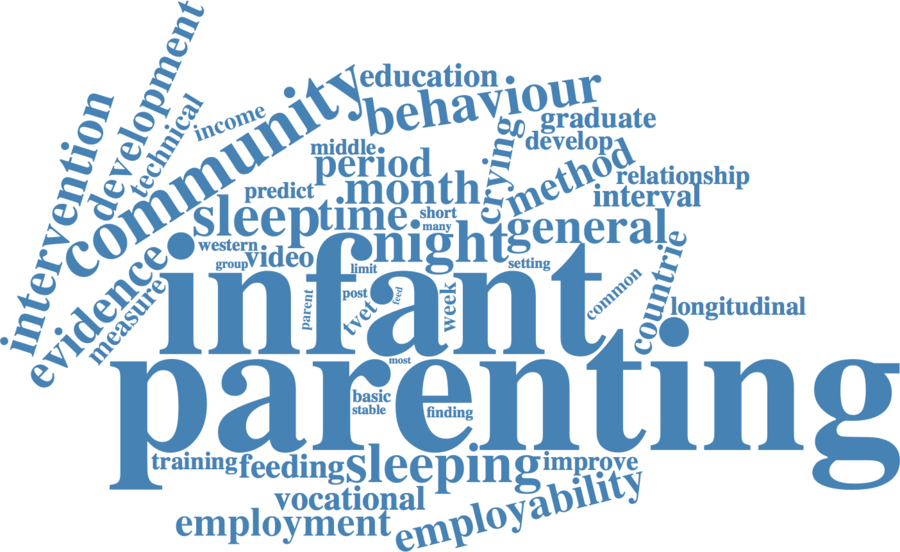 development
education
behaviour
community
income
technical
graduate
intervention
crying
develop
middle
period
method
relationship
predict
month
interval
sleep
time
short
many
general
western
night
evidence
group
video
limit
setting
countrie
infant
measure
parent
post
feed
tvet
week
common
longitudinal
parenting
most
basic
stable
finding
training
feeding
sleeping
improve
vocational
employability
employment